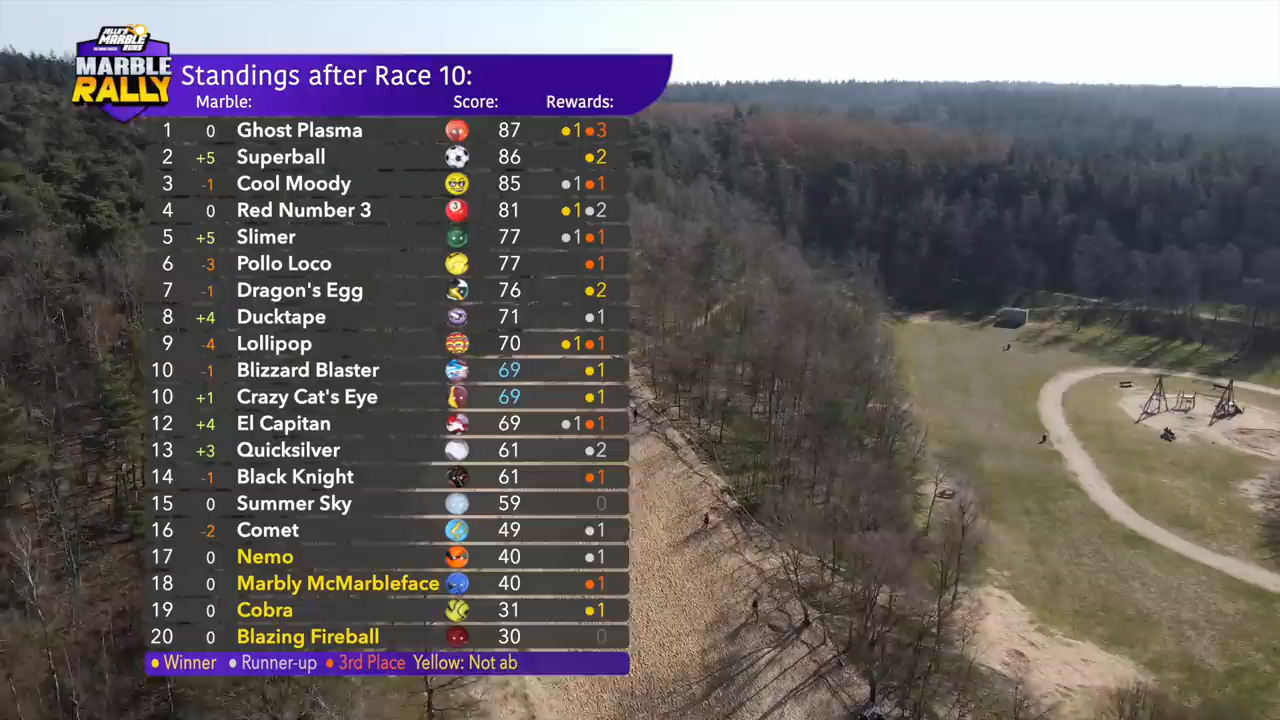 JELLE'S
MARBLE
RUNS
MARBLE
RALLY
Standings after Race 10:
Marble: Score: Rewards:
1 0 Ghost Plasma 87 1 3
2 +5 Superball 86 2
3 -1 Cool Moody 85 1 1
4 0 Red Number 3 81 1 2
5 +5 Slimer 77 1 1
6 -3 Pollo Loco 77 1
7 -1 Dragon's Egg 76 2
8 +4 Ducktape 71 1
9 -4 Lollipop 70 1 1
10 -1 Blizzard Blaster 69 1
10 +1 Crazy Cat's Eye 69 1
12 +4 El Capitan 69 1 1
13 +3 Quicksilver 61 2
14 -1 Black Knight 61 1
15 0 Summer Sky 59 0
16 -2 Comet 49 1
17 0 Nemo 40 1
18 0 Marbly McMarbleface 40 1
19 0 Cobra 31 1
20 0 Blazing Fireball 30 0
Winner Runner-up 3rd Place Yellow: Not ab